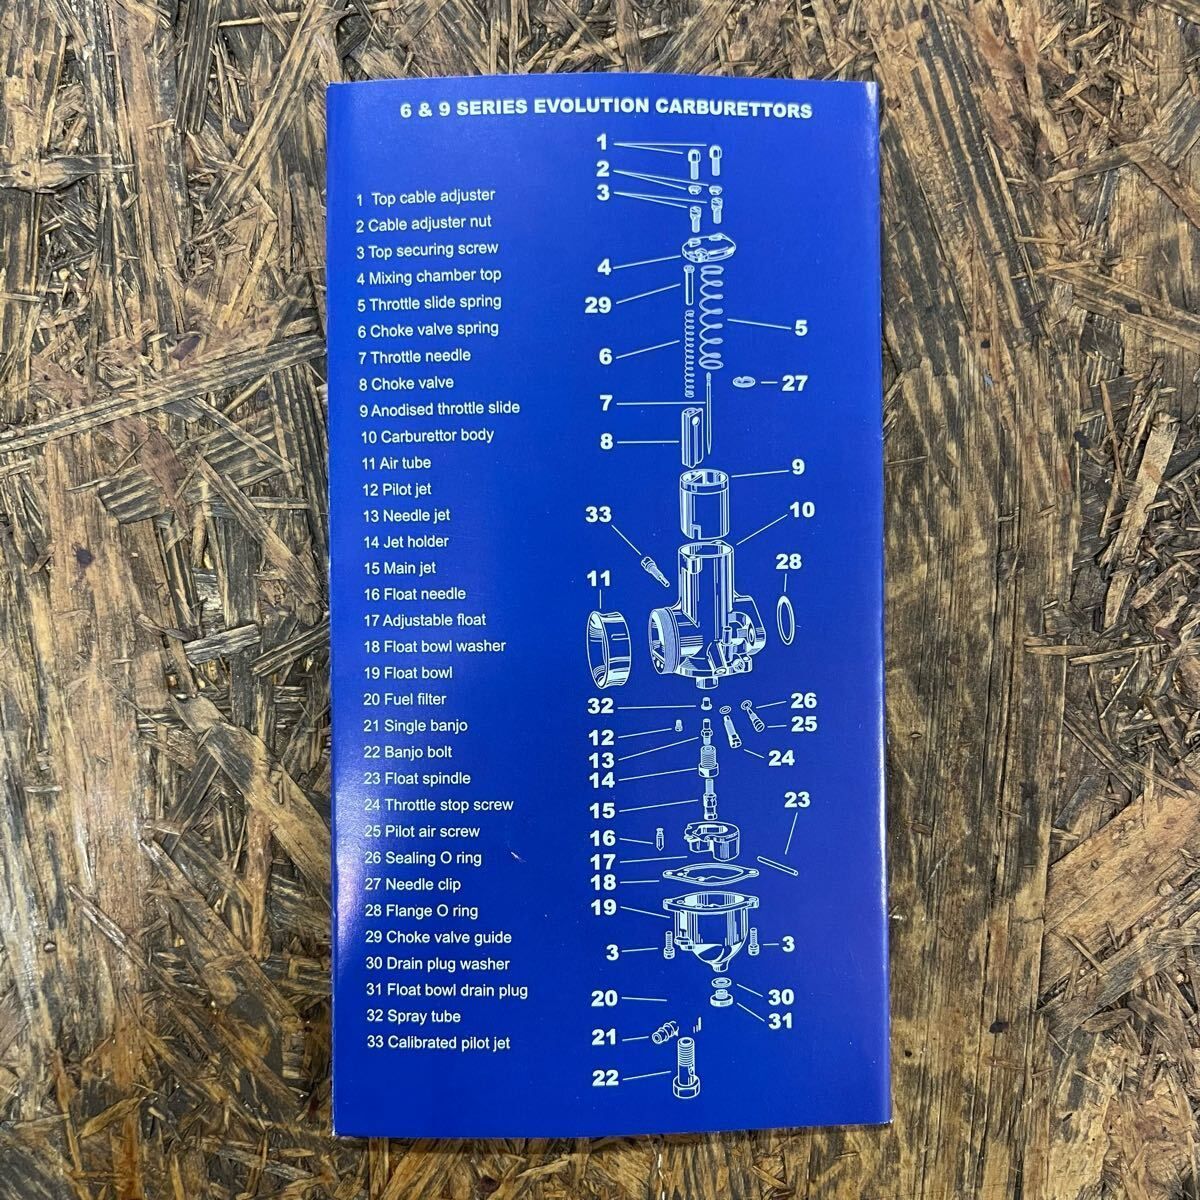 6 & 9 SERIES EVOLUTION CARBURETTORS
1 Top cable adjuster
2 Cable adjuster nut
3 Top securing screw
4 Mixing chamber top
5 Throttle slide spring
6 Choke valve spring
7 Throttle needle
8 Choke valve
9 Anodised throttle slide
10 Carburettor body
11 Air tube
12 Pilot jet
13 Needle jet
14 Jet holder
15 Main jet
16 Float needle
17 Adjustable float
18 Float bowl washer
19 Float bowl
20 Fuel filter
21 Single banjo
22 Banjo bolt
23 Float spindle
24 Throttle stop screw
25 Pilot air screw
26 Sealing O ring
27 Needle clip
28 Flange O ring
29 Choke valve guide
30 Drain plug washer
31 Float bowl drain plug
32 Spray tube
33 Calibrated pilot jet
1
2
3
4
29
5
6
27
7
8
9
33
10
11
28
32
26
12
25
13
24
14
15
23
16
17
18
19
3
3
20
30
31
21
22